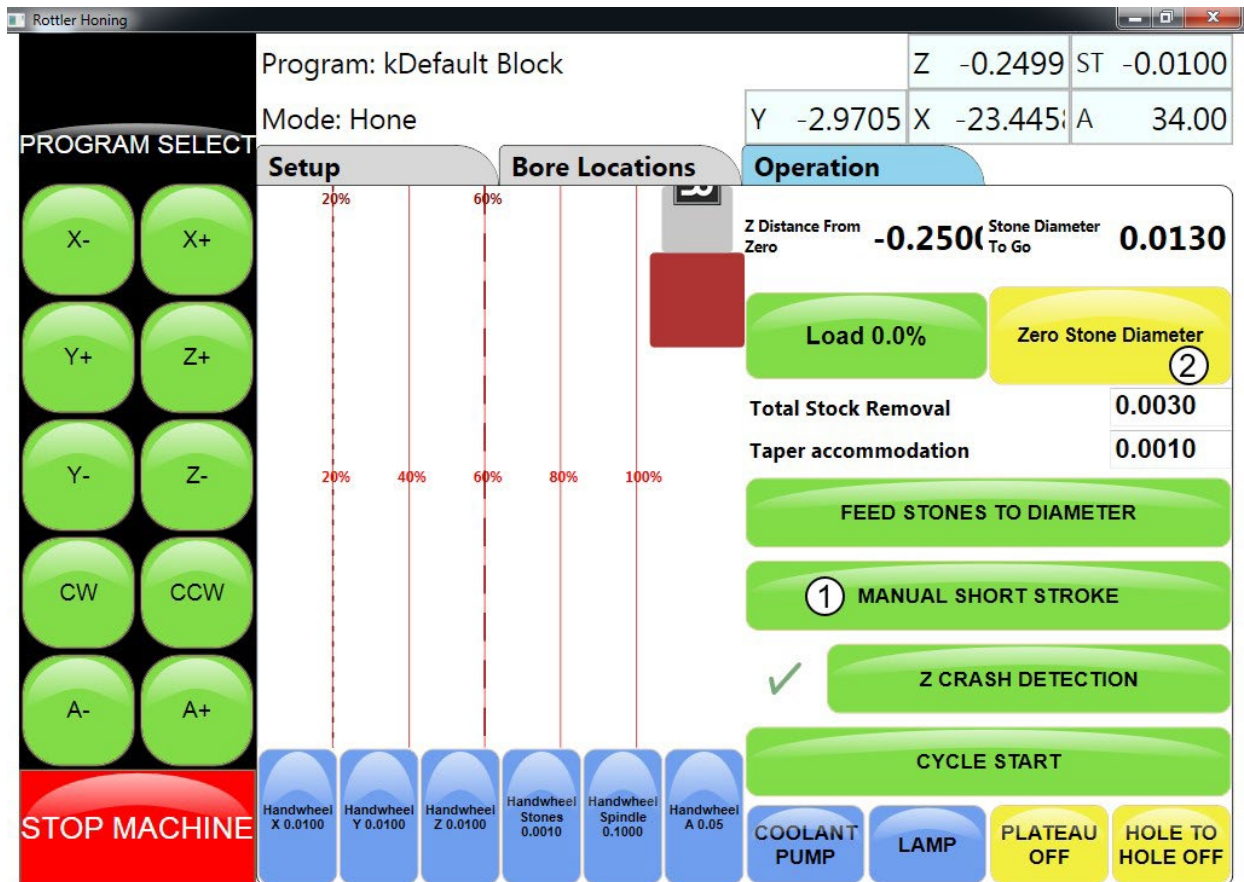 Rottler Honing
Program: kDefault Block
Z -0.2499 ST -0.0100
Mode: Hone
Y -2.9705 X -23.445 A 34.00
PROGRAM SELECT
Setup
Bore Locations
Operation
X-
X+
Y+
Z+
Y-
Z-
CW
CCW
A-
A+
STOP MACHINE
20%
60%
20%
40%
60%
80%
100%
Z Distance From
Zero
-0.250
Stone Diameter
To Go
0.0130
Load 0.0%
Zero Stone Diameter
2
Total Stock Removal 0.0030
Taper accommodation 0.0010
FEED STONES TO DIAMETER
1 MANUAL SHORT STROKE
Z CRASH DETECTION
CYCLE START
Handwheel
X 0.0100
Handwheel
Y 0.0100
Handwheel
Z 0.0100
Handwheel
Stones
0.0010
Handwheel
Spindle
0.1000
Handwheel
A 0.05
COOLANT
PUMP
LAMP
PLATEAU
OFF
HOLE TO
HOLE OFF